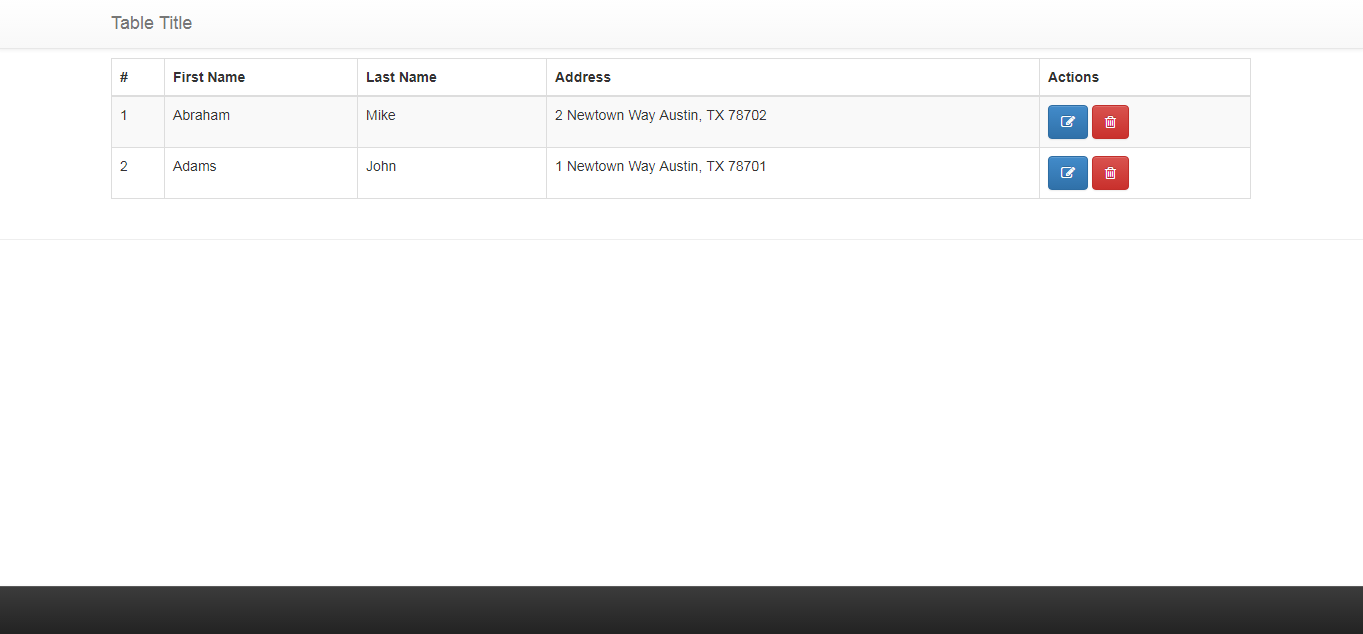 Table Title
# First Name Last Name Address Actions
1 Abraham Mike 2 Newtown Way Austin, TX 78702
2 Adams John 1 Newtown Way Austin, TX 78701